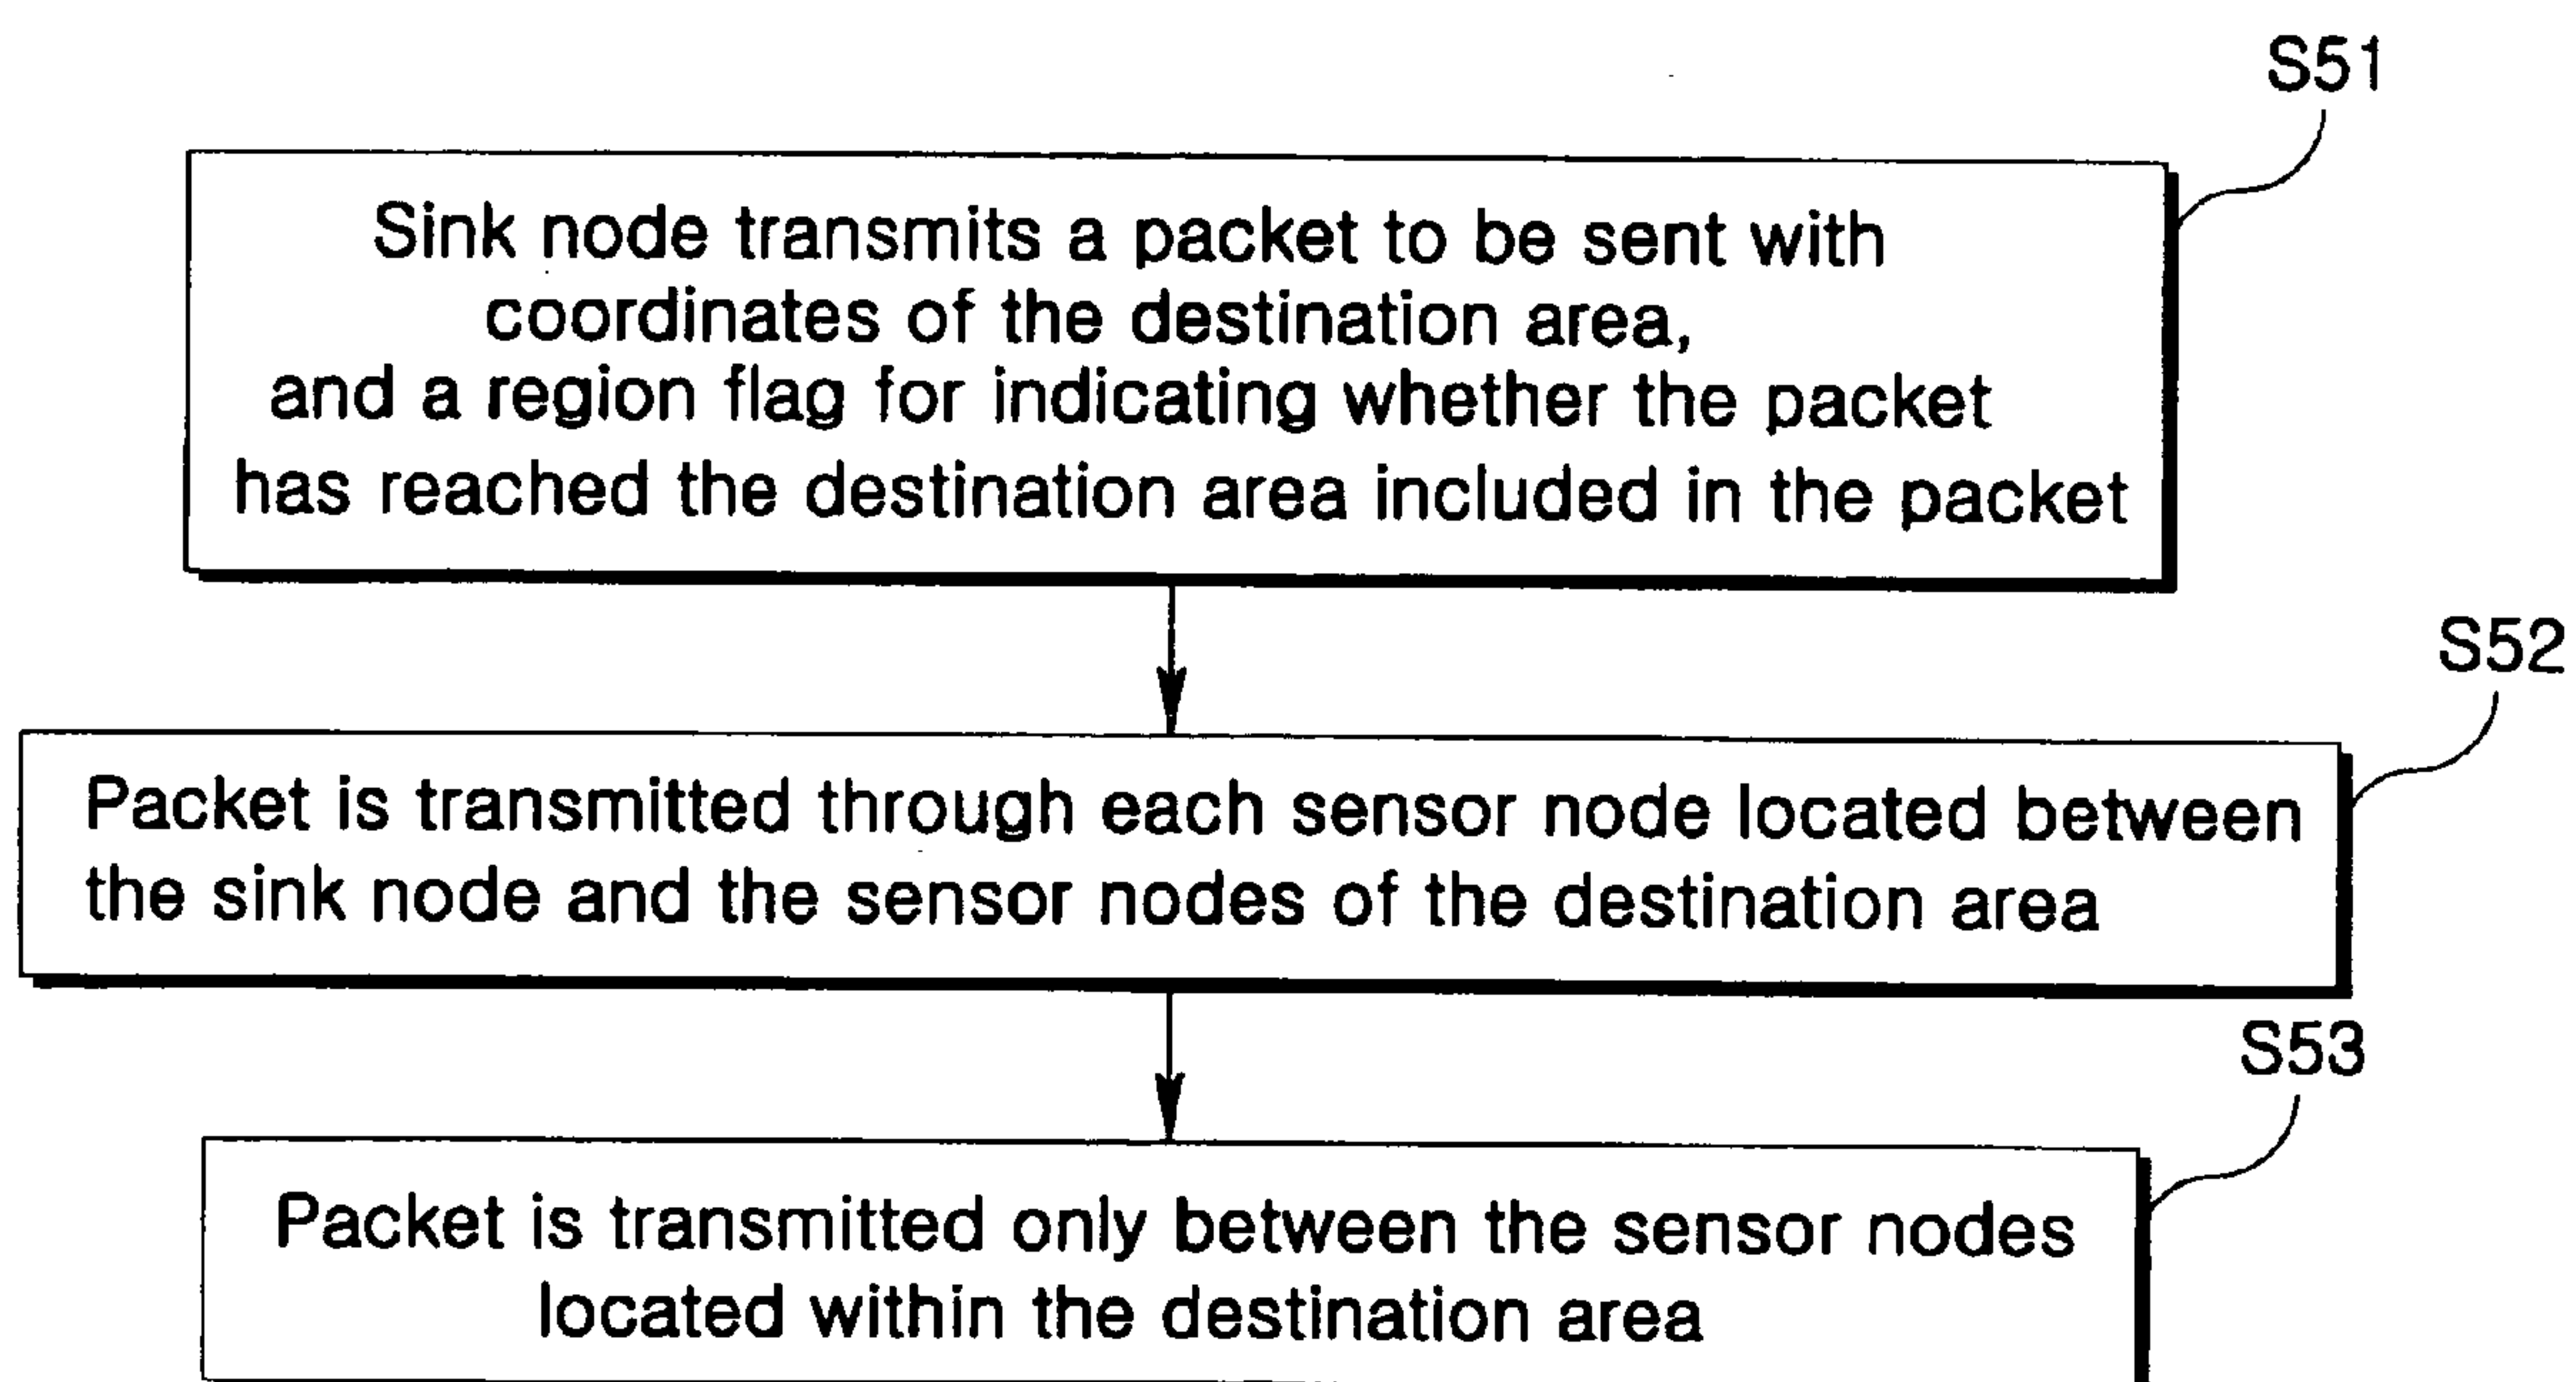 S51
Sink node transmits a packet to be sent with
coordinates of the destination area,
and a region flag for indicating whether the packet
has reached the destination area included in the packet
S52
Packet is transmitted through each sensor node located between
the sink node and the sensor nodes of the destination area
S53
Packet is transmitted only between the sensor nodes
located within the destination area